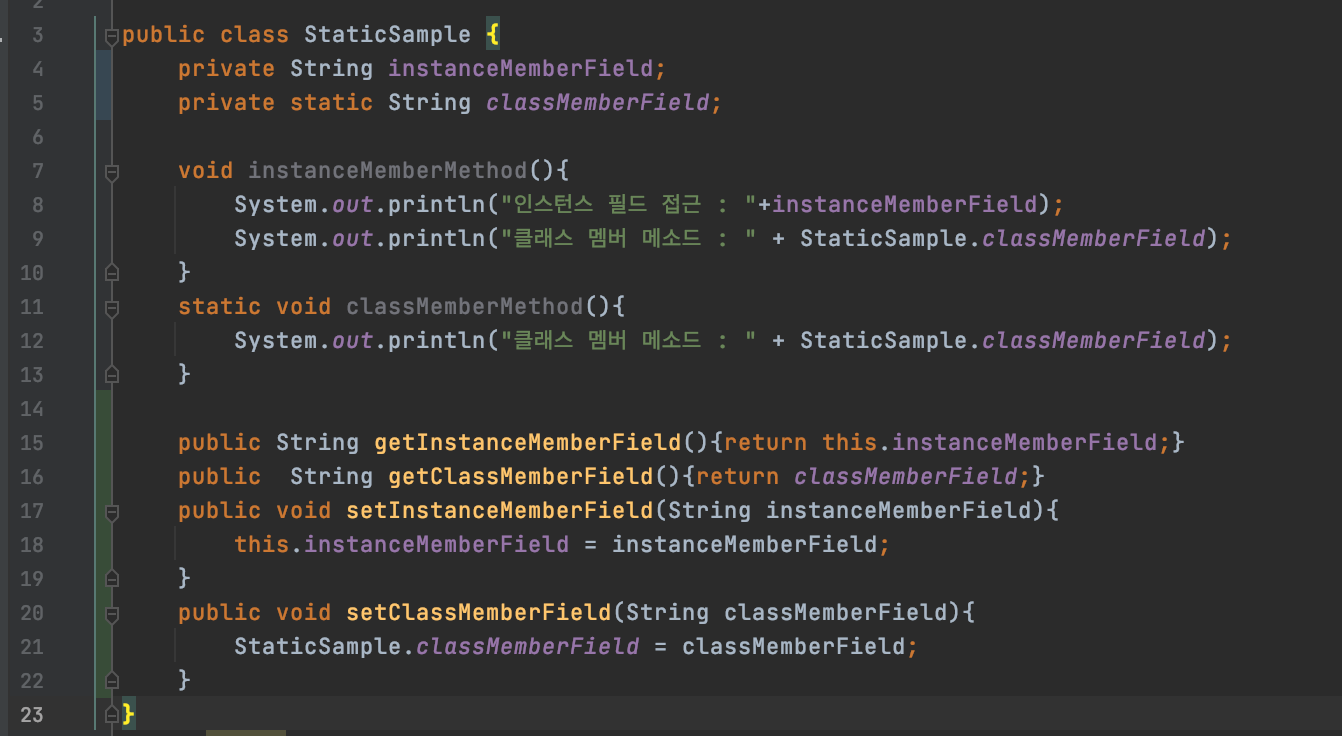 2
3 public class StaticSample {
4 private String instanceMemberField;
5 private static String classMemberField;
6
7 void instanceMemberMethod(){
8 System.out.println("인스턴스 필드 접근 : "+instanceMemberField);
9 System.out.println("클래스 멤버 메소드 : " + StaticSample.classMemberField);
10 }
11 static void classMemberMethod(){
12 System.out.println("클래스 멤버 메소드 : " + StaticSample.classMemberField);
13 }
14
15 public String getInstanceMemberField(){return this.instanceMemberField;}
16 public  String getClassMemberField(){return classMemberField;}
17 public void setInstanceMemberField(String instanceMemberField){
18 this.instanceMemberField = instanceMemberField;
19 }
20 public void setClassMemberField(String classMemberField){
21 StaticSample.classMemberField = classMemberField;
22 }
23 }